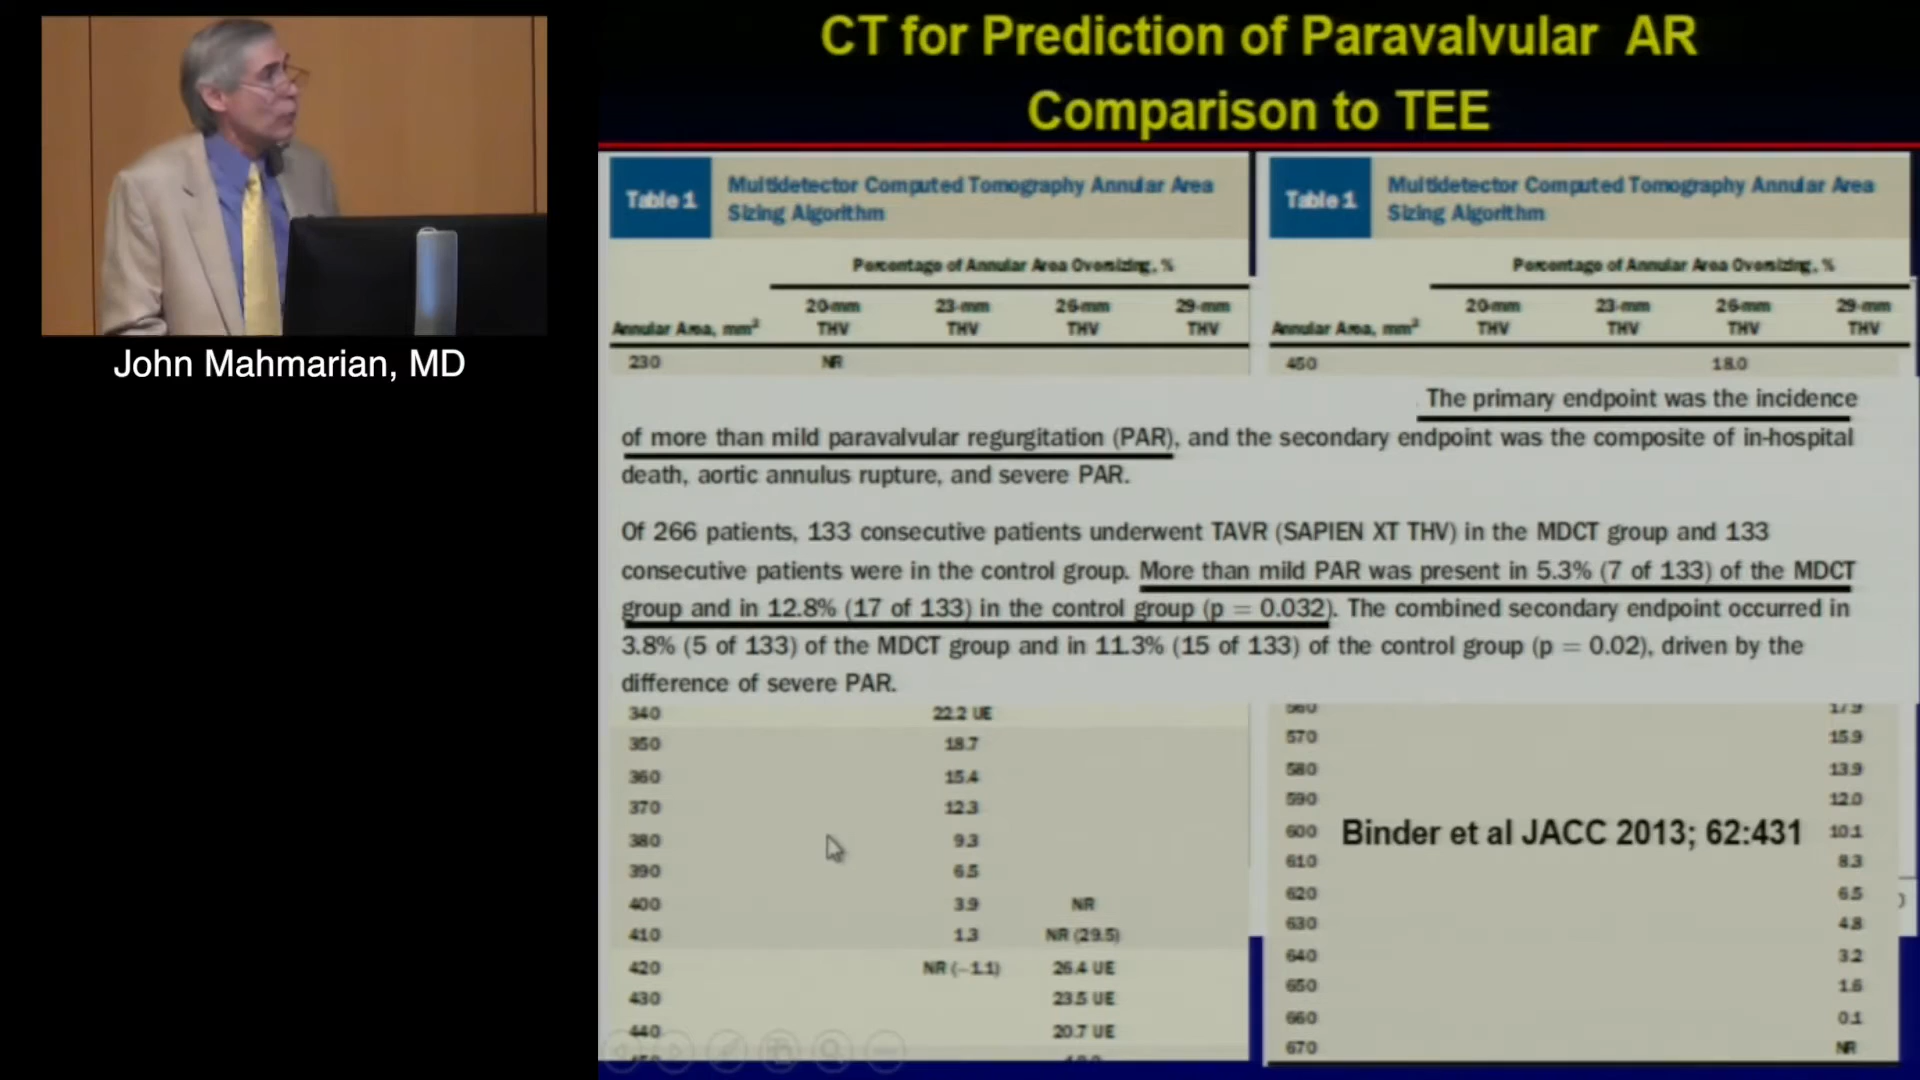 CT for Prediction of Paravalvular AR
Comparison to TEE
John Mahmarian, MD
Table 1
Multidetector Computed Tomography Annular Area
Sizing Algorithm
Percentage of Annular Area Oversizing, %
Annular Area, mm² 20-mm THV 23-mm THV 26-mm THV 29-mm THV
230 NR
Table 1
Multidetector Computed Tomography Annular Area
Sizing Algorithm
Percentage of Annular Area Oversizing, %
Annular Area, mm² 20-mm THV 23-mm THV 26-mm THV 29-mm THV
450 18.0
The primary endpoint was the incidence
of more than mild paravalvular regurgitation (PAR), and the secondary endpoint was the composite of in-hospital
death, aortic annulus rupture, and severe PAR.
Of 266 patients, 133 consecutive patients underwent TAVR (SAPIEN XT THV) in the MDCT group and 133
consecutive patients were in the control group. More than mild PAR was present in 5.3% (7 of 133) of the MDCT
group and in 12.8% (17 of 133) in the control group (p = 0.032). The combined secondary endpoint occurred in
3.8% (5 of 133) of the MDCT group and in 11.3% (15 of 133) of the control group (p = 0.02), driven by the
difference of severe PAR.
340 22.2 UE
350 18.7
360 15.4
370 12.3
380 9.3
390 6.5
400 3.9 NR
410 1.3 NR (29.5)
420 NR (−1.1) 26.4 UE
430 23.5 UE
440 20.7 UE
560 17.9
570 15.9
580 13.9
590 12.0
600 10.1
610 8.3
620 6.5
630 4.8
640 3.2
650 1.6
660 0.1
670 NR
Binder et al JACC 2013; 62:431